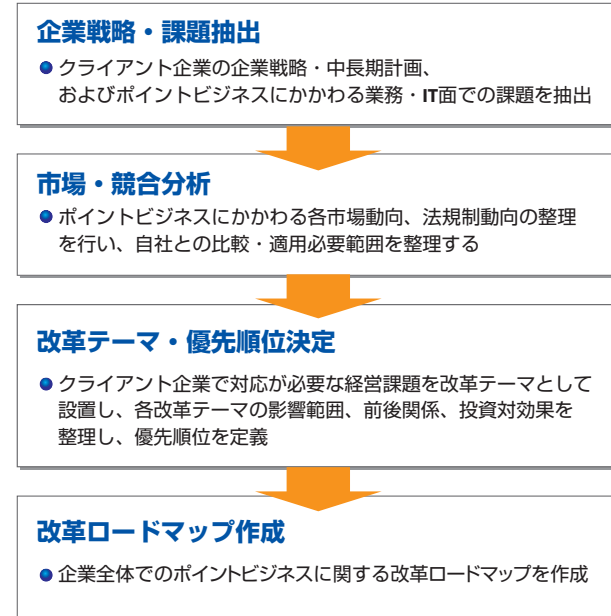 企業戦略・課題抽出
クライアント企業の企業戦略・中長期計画、
およびポイントビジネスにかかわる業務・IT面での課題を抽出
市場・競合分析
ポイントビジネスにかかわる各市場動向、法規制動向の整理
を行い、自社との比較・適用必要範囲を整理する
改革テーマ・優先順位決定
クライアント企業で対応が必要な経営課題を改革テーマとして
設置し、各改革テーマの影響範囲、前後関係、投資対効果を
整理し、優先順位を定義
改革ロードマップ作成
企業全体でのポイントビジネスに関する改革ロードマップを作成